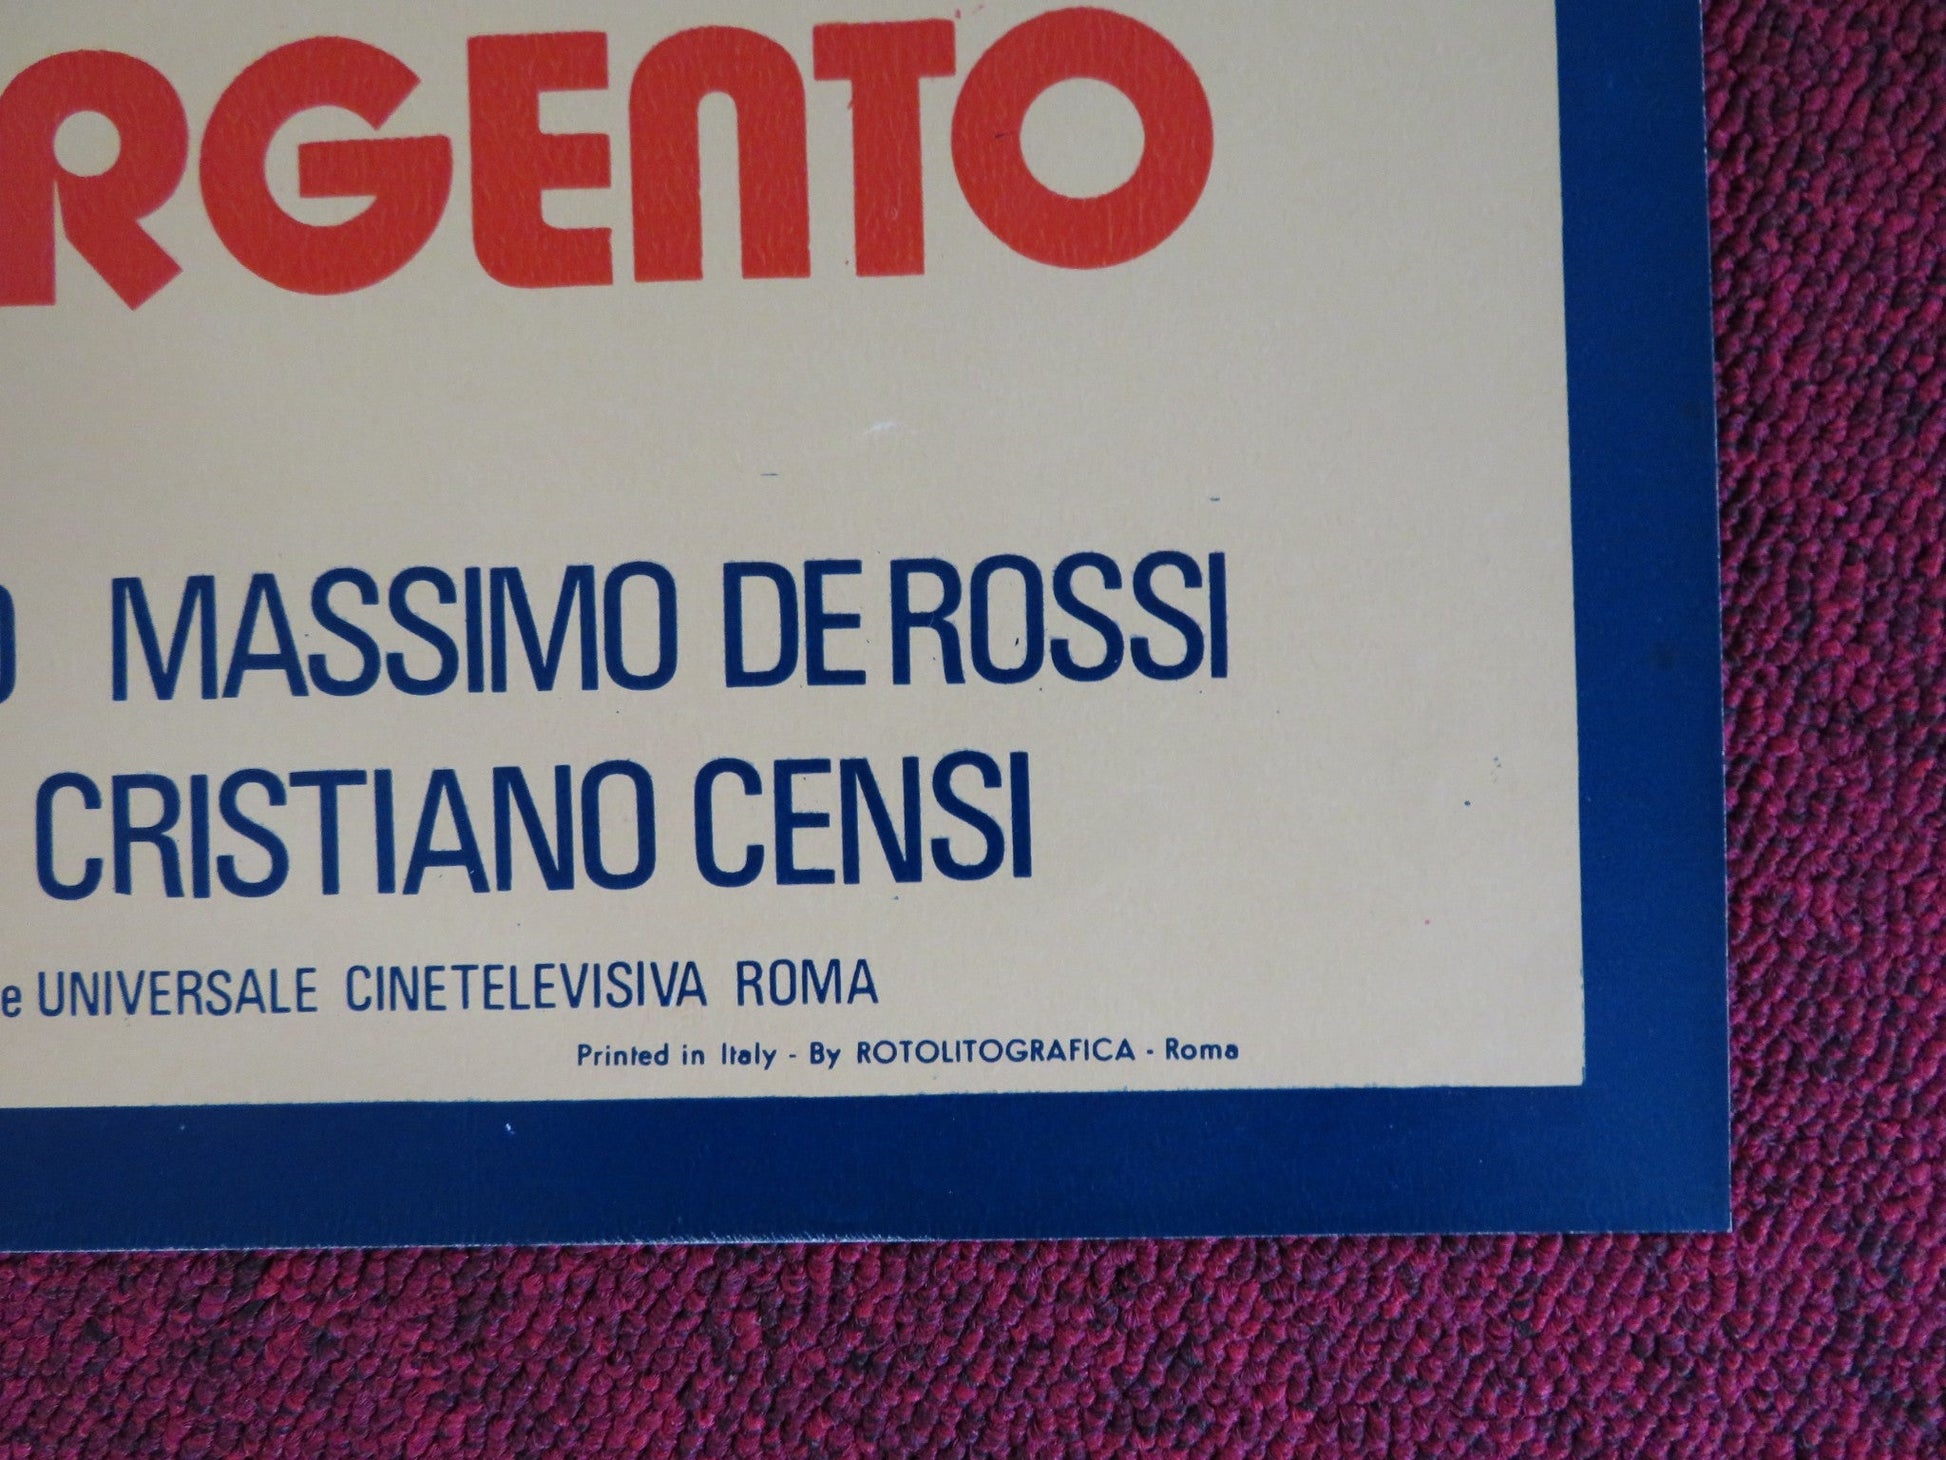 RGENTO
MASSIMO DE ROSSI
CRISTIANO CENSI
e UNIVERSALE CINETELEVISIVA ROMA
Printed in Italy - By ROTOLITOGRAFICA - Roma